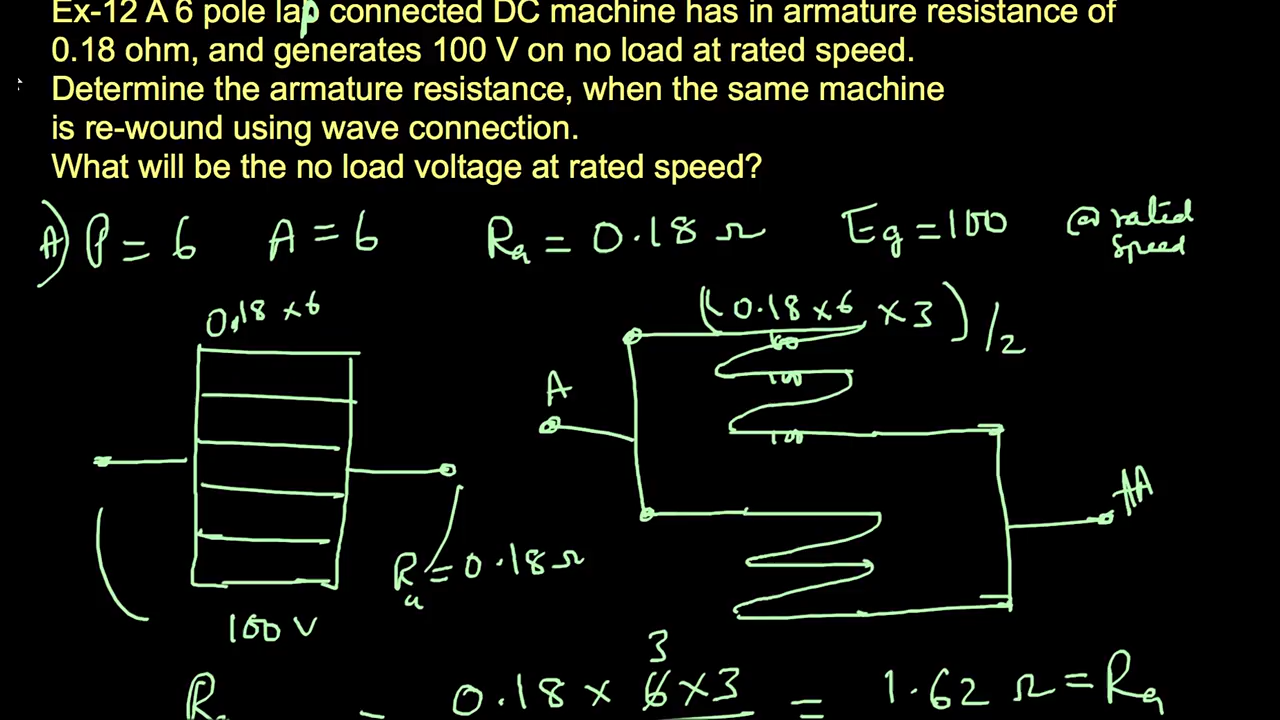 Ex-12 A 6 pole lap connected DC machine has in armature resistance of
0.18 ohm, and generates 100 V on no load at rated speed.
Determine the armature resistance, when the same machine
is re-wound using wave connection.
What will be the no load voltage at rated speed?
A) P = 6 A = 6 Ra = 0.18 Ω Eg = 100 @ rated speed
0.18 x 6
(0.18 x 6 x 3)/2
100
100
100
A
AA
Ra = 0.18 Ω
100 V
3
Ra = 0.18 x 6 x 3 = 1.62 Ω = Ra